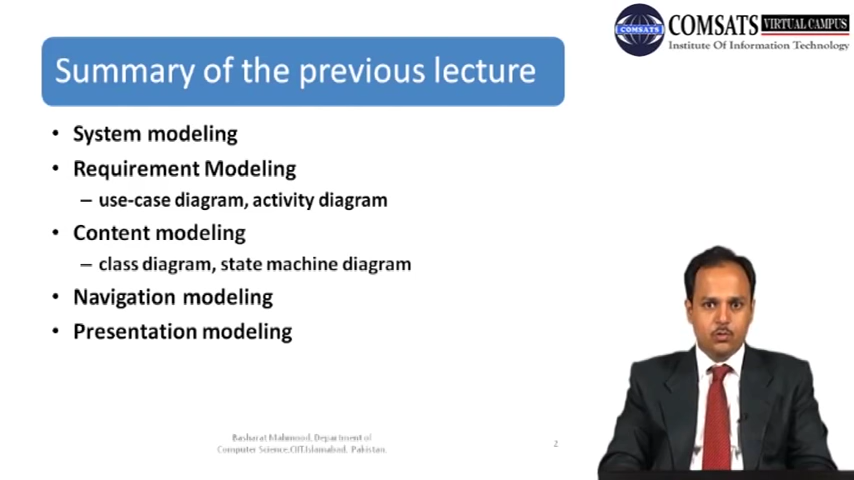 COMSATS
COMSATS VIRTUAL CAMPUS
Institute Of Information Technology
Summary of the previous lecture
• System modeling
• Requirement Modeling
– use-case diagram, activity diagram
• Content modeling
– class diagram, state machine diagram
• Navigation modeling
• Presentation modeling
Basharat Mahmood, Department of
Computer Science,CIIT,Islamabad, Pakistan.
2